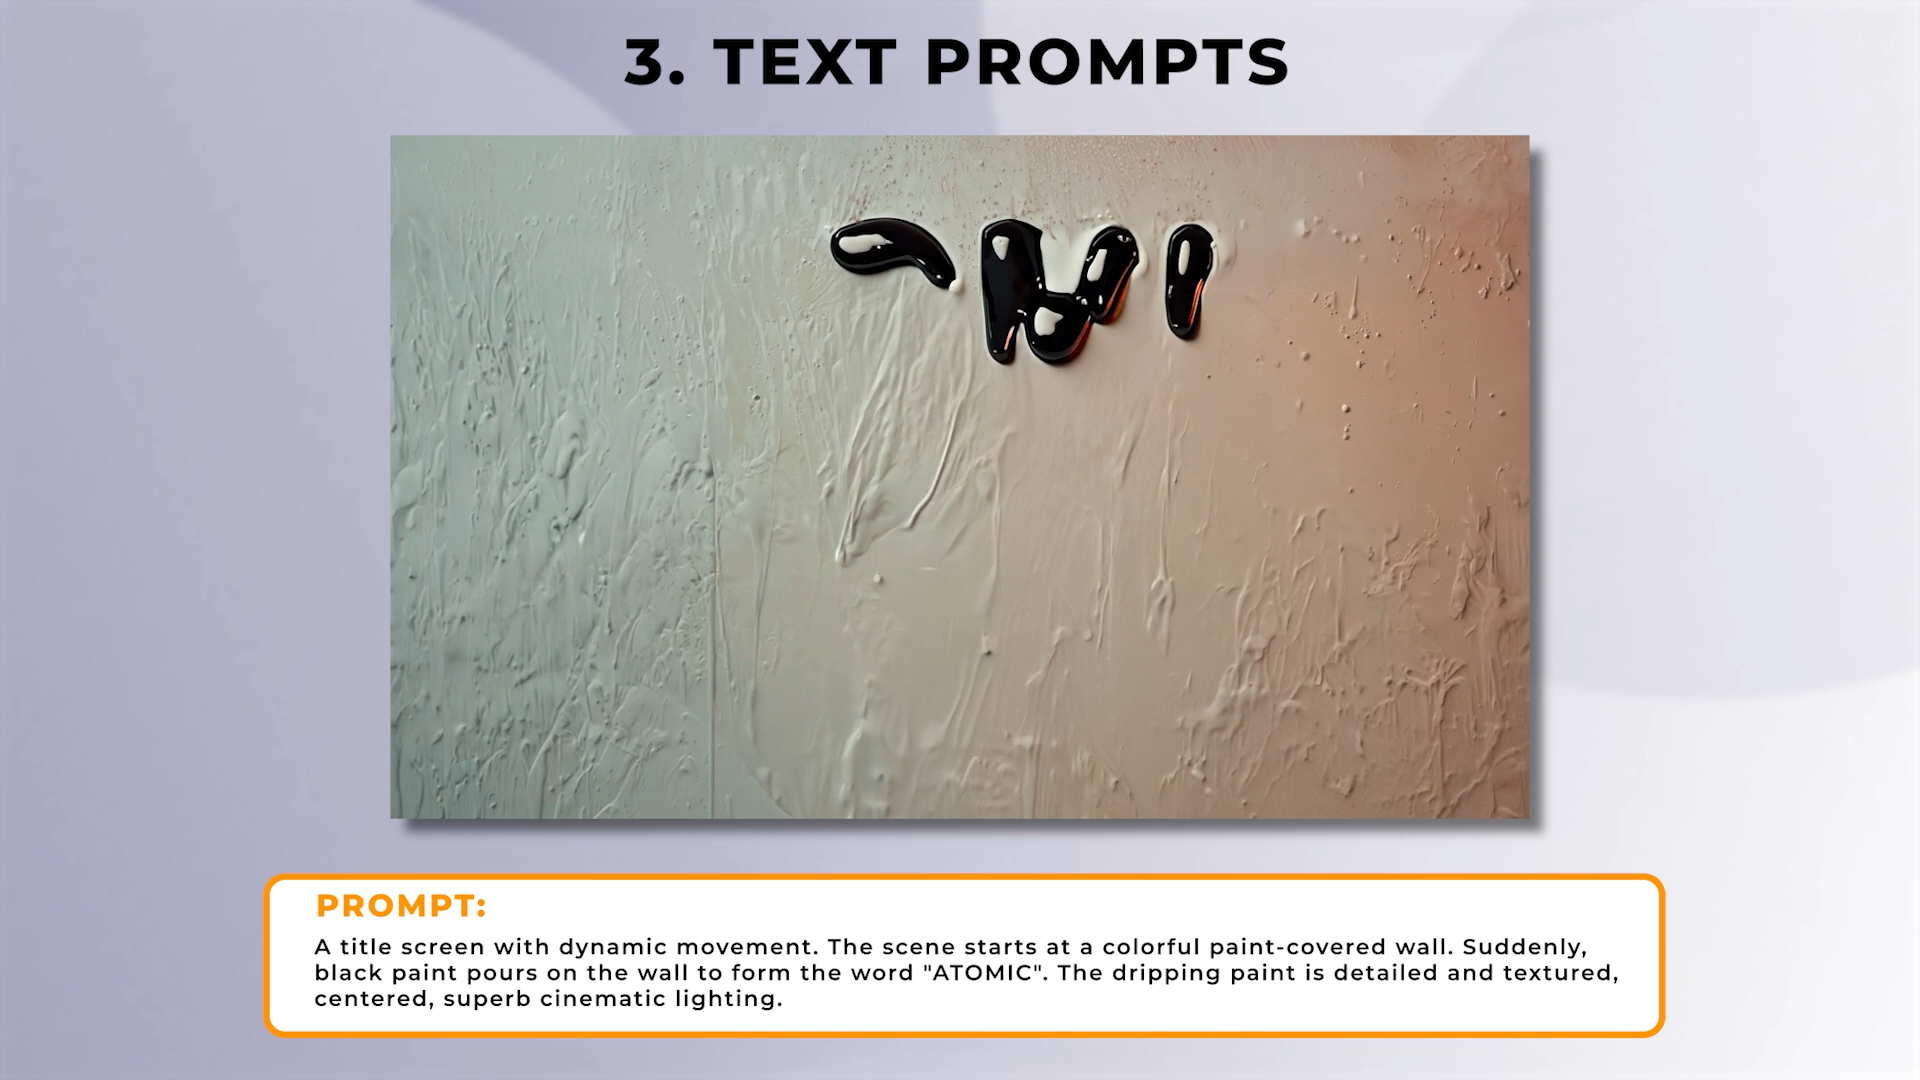 3. TEXT PROMPTS
PROMPT:
A title screen with dynamic movement. The scene starts at a colorful paint-covered wall. Suddenly,
black paint pours on the wall to form the word "ATOMIC". The dripping paint is detailed and textured,
centered, superb cinematic lighting.